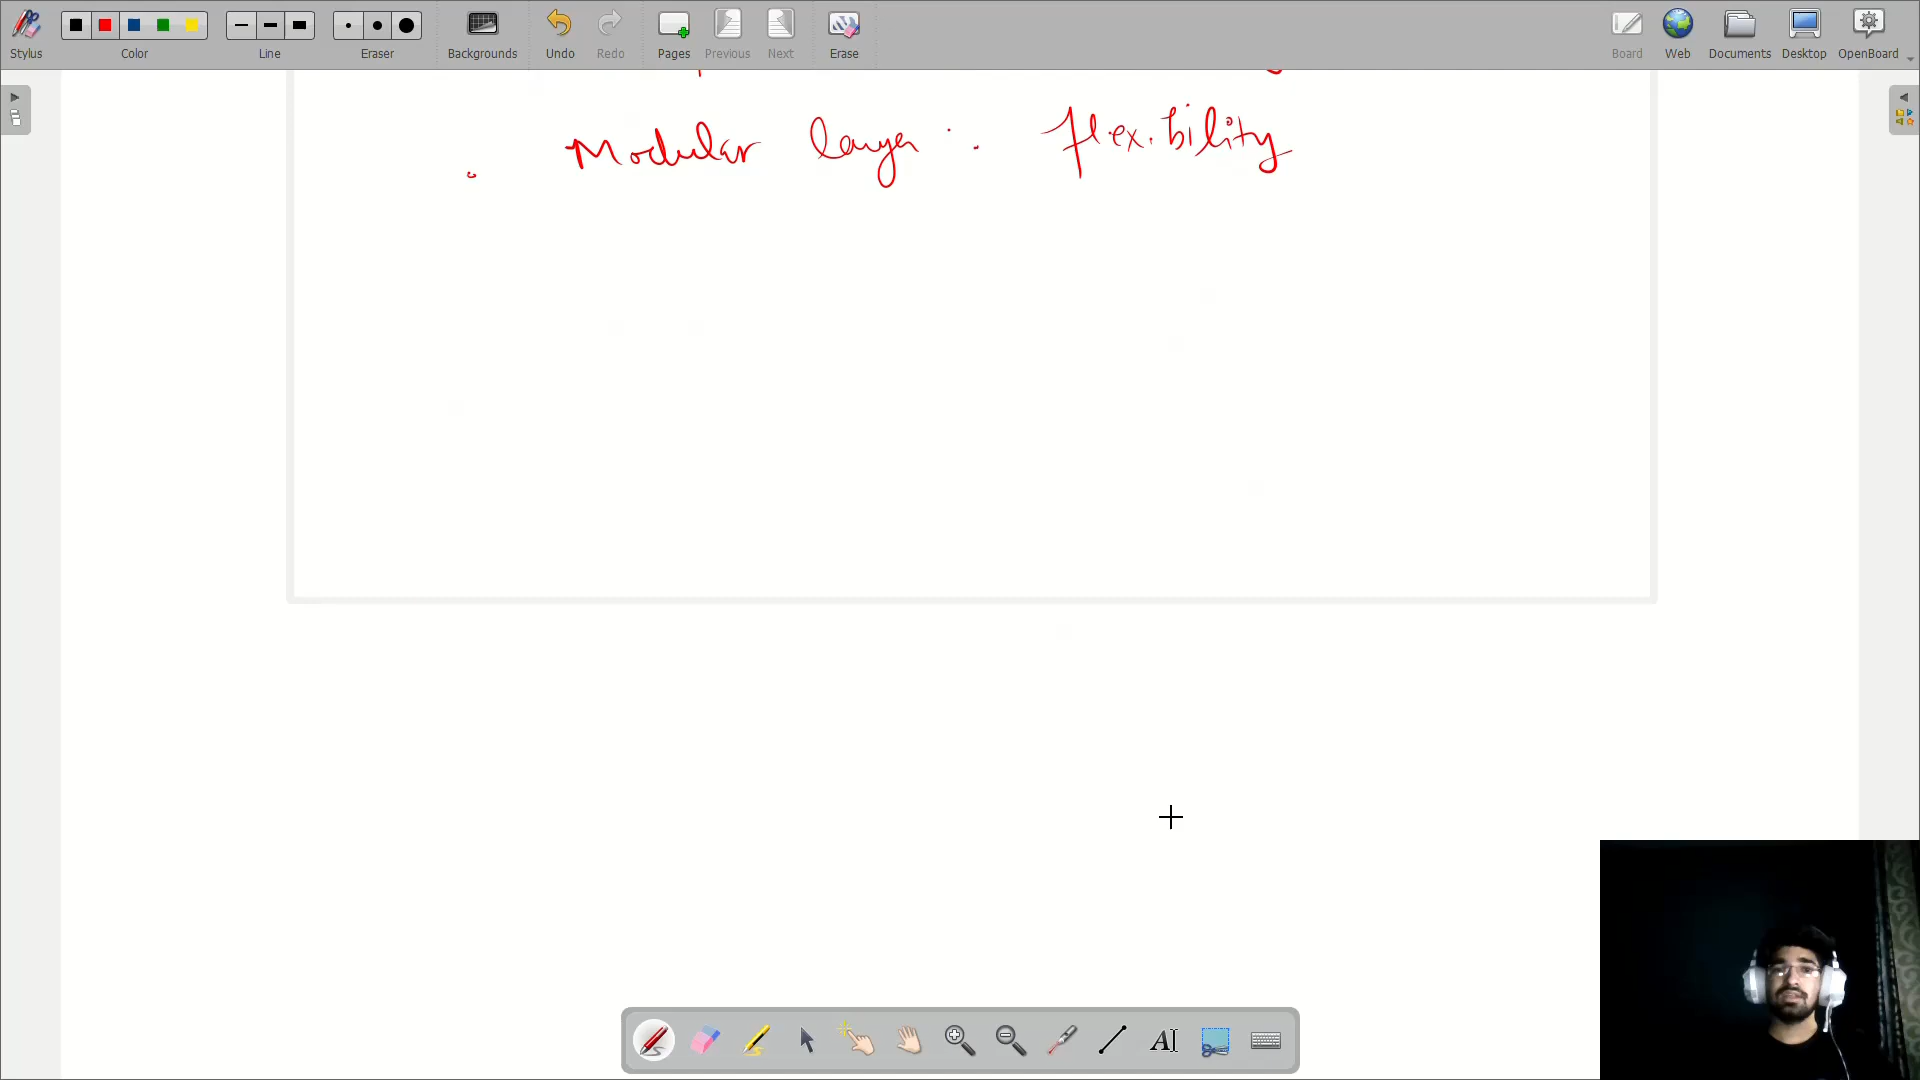 Stylus Color Line Eraser Backgrounds Undo Redo Pages Previous Next Erase Board Web Documents Desktop OpenBoard
Modular layer : flexibility